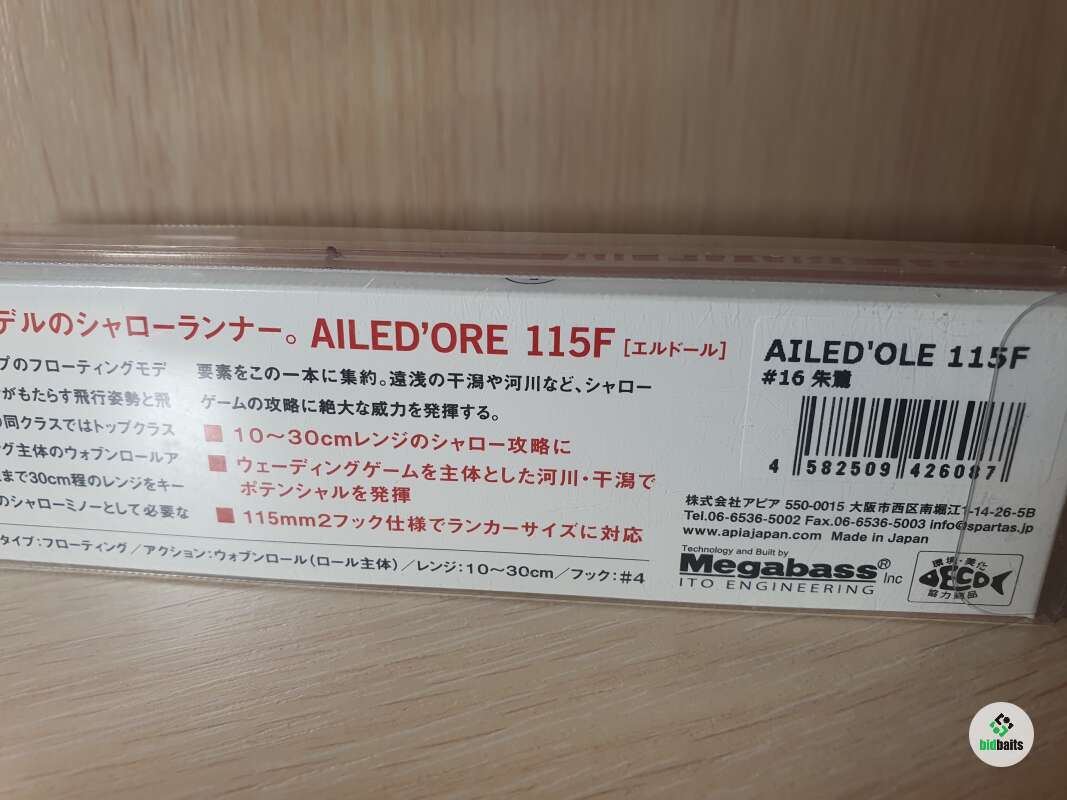 デルのシャローランナー。 AILED'ORE 115F [エルドール]
プのフローティングモデ
がもたらす飛行姿勢と飛
の同クラスではトップクラス
グ主体のウォブンロールア
まで30cm程のレンジをキー
のシャローミノーとして必要な
要素をこの一本に集約。遠浅の干潟や河川など、シャロー
ゲームの攻略に絶大な威力を発揮する。
■ 10〜30cmレンジのシャロー攻略に
■ ウェーディングゲームを主体とした河川・干潟で
ポテンシャルを発揮
■ 115mm2フック仕様でランカーサイズに対応
タイプ:フローティング/アクション:ウォブンロール(ロール主体)/レンジ:10〜30cm/フック:#4
AILED'OLE 115F
#16 朱鷺
4 582509 426087
株式会社アピア 550-0015 大阪市西区南堀江1-14-26-5B
Tel.06-6536-5002 Fax.06-6536-5003 info@spartas.jp
www.apiajapan.com Made in Japan
Technology and Built by
Megabass® Inc
ITO ENGINEERING
環境・美化
ECO
協力商品
bidbaits